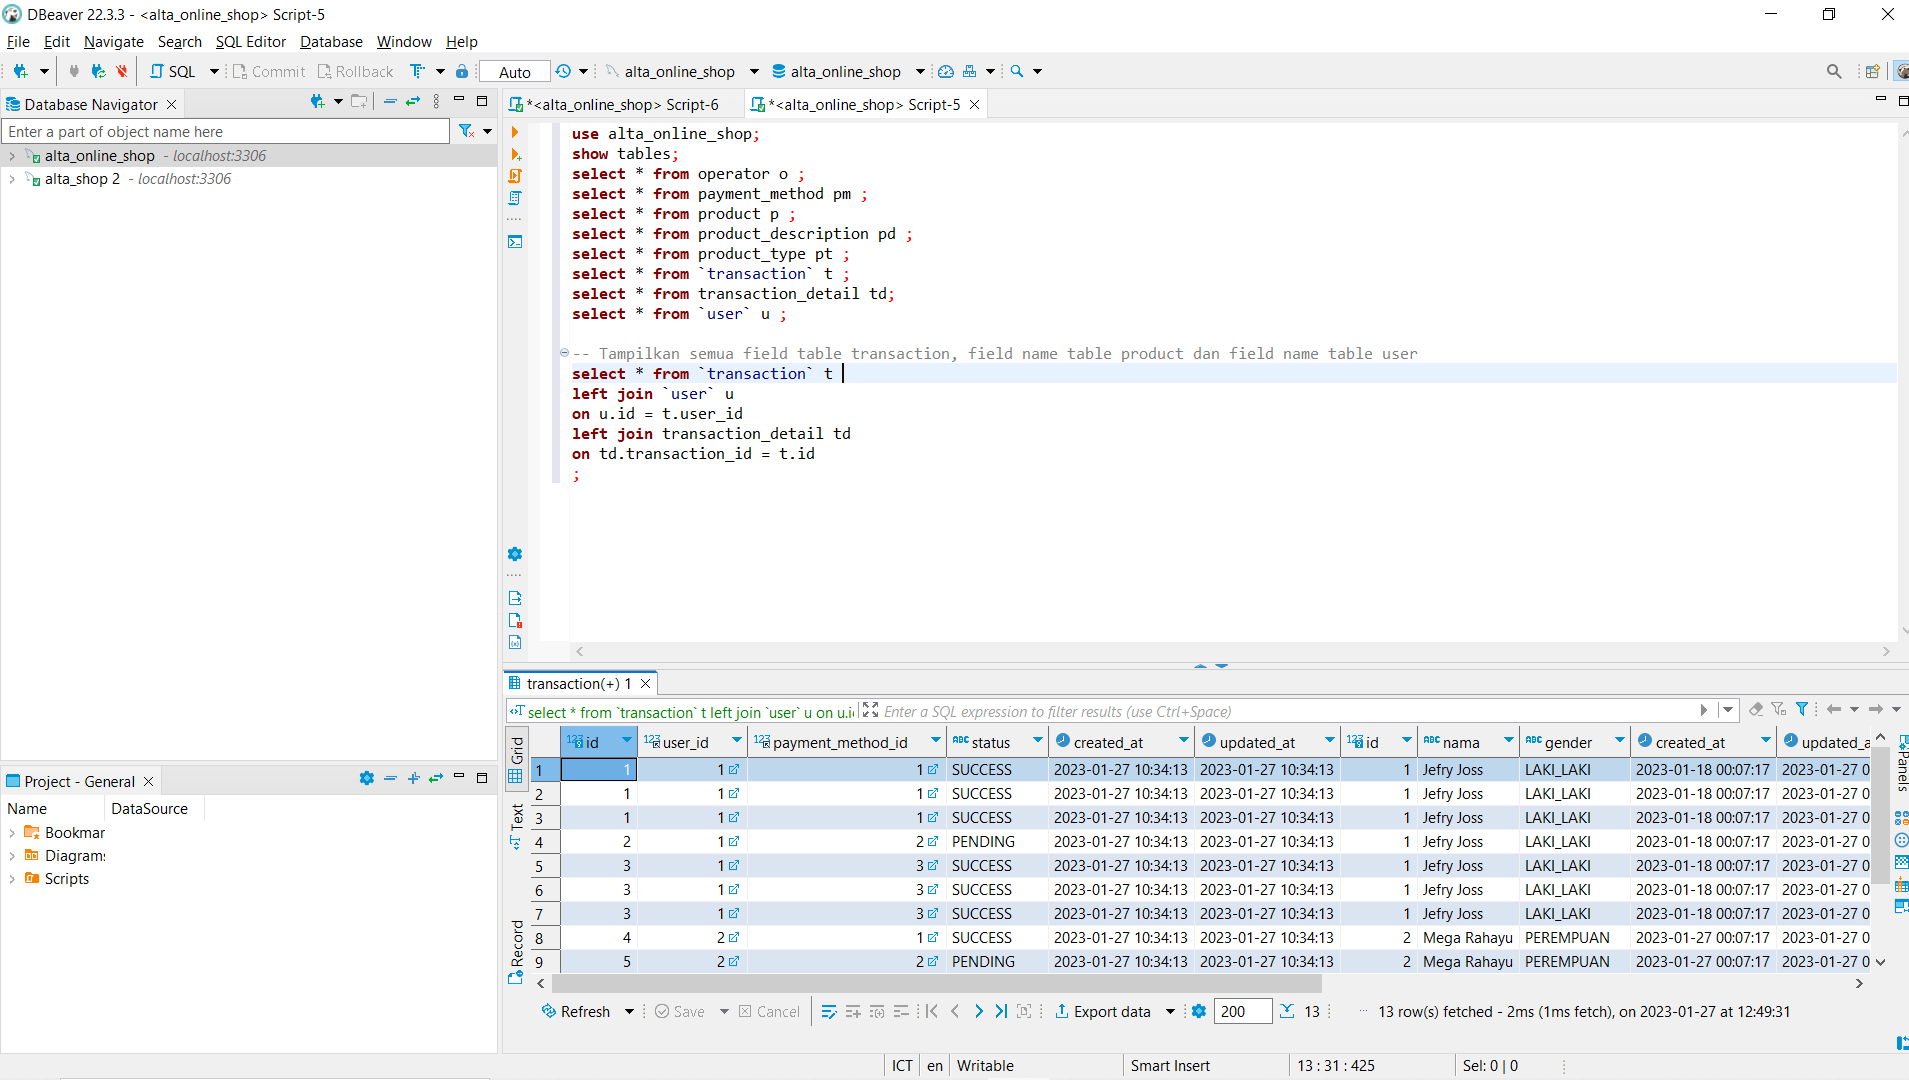 DBeaver 22.3.3 - <alta_online_shop> Script-5
File Edit Navigate Search SQL Editor Database Window Help
SQL Commit Rollback Auto alta_online_shop alta_online_shop
Database Navigator
Enter a part of object name here
alta_online_shop - localhost:3306
alta_shop 2 - localhost:3306
*<alta_online_shop> Script-6 *<alta_online_shop> Script-5
use alta_online_shop;
show tables;
select * from operator o ;
select * from payment_method pm ;
select * from product p ;
select * from product_description pd ;
select * from product_type pt ;
select * from `transaction` t ;
select * from transaction_detail td;
select * from `user` u ;
-- Tampilkan semua field table transaction, field name table product dan field name table user
select * from `transaction` t
left join `user` u
on u.id = t.user_id
left join transaction_detail td
on td.transaction_id = t.id
;
Project - General
Name DataSource
Bookmar
Diagrams
Scripts
transaction(+) 1
select * from `transaction` t left join `user` u on u.i Enter a SQL expression to filter results (use Ctrl+Space)
Grid
Text
Record
Panels
123 id 123 user_id 123 payment_method_id ABC status created_at updated_at 123 id ABC nama ABC gender created_at updated_a
1 1 1 1 SUCCESS 2023-01-27 10:34:13 2023-01-27 10:34:13 1 Jefry Joss LAKI_LAKI 2023-01-18 00:07:17 2023-01-27 0
2 1 1 1 SUCCESS 2023-01-27 10:34:13 2023-01-27 10:34:13 1 Jefry Joss LAKI_LAKI 2023-01-18 00:07:17 2023-01-27 0
3 1 1 1 SUCCESS 2023-01-27 10:34:13 2023-01-27 10:34:13 1 Jefry Joss LAKI_LAKI 2023-01-18 00:07:17 2023-01-27 0
4 2 1 2 PENDING 2023-01-27 10:34:13 2023-01-27 10:34:13 1 Jefry Joss LAKI_LAKI 2023-01-18 00:07:17 2023-01-27 0
5 3 1 3 SUCCESS 2023-01-27 10:34:13 2023-01-27 10:34:13 1 Jefry Joss LAKI_LAKI 2023-01-18 00:07:17 2023-01-27 0
6 3 1 3 SUCCESS 2023-01-27 10:34:13 2023-01-27 10:34:13 1 Jefry Joss LAKI_LAKI 2023-01-18 00:07:17 2023-01-27 0
7 3 1 3 SUCCESS 2023-01-27 10:34:13 2023-01-27 10:34:13 1 Jefry Joss LAKI_LAKI 2023-01-18 00:07:17 2023-01-27 0
8 4 2 1 SUCCESS 2023-01-27 10:34:13 2023-01-27 10:34:13 2 Mega Rahayu PEREMPUAN 2023-01-27 00:07:17 2023-01-27 0
9 5 2 2 PENDING 2023-01-27 10:34:13 2023-01-27 10:34:13 2 Mega Rahayu PEREMPUAN 2023-01-27 00:07:17 2023-01-27 0
Refresh Save Cancel Export data 200 13 13 row(s) fetched - 2ms (1ms fetch), on 2023-01-27 at 12:49:31
ICT en Writable Smart Insert 13 : 31 : 425 Sel: 0 | 0